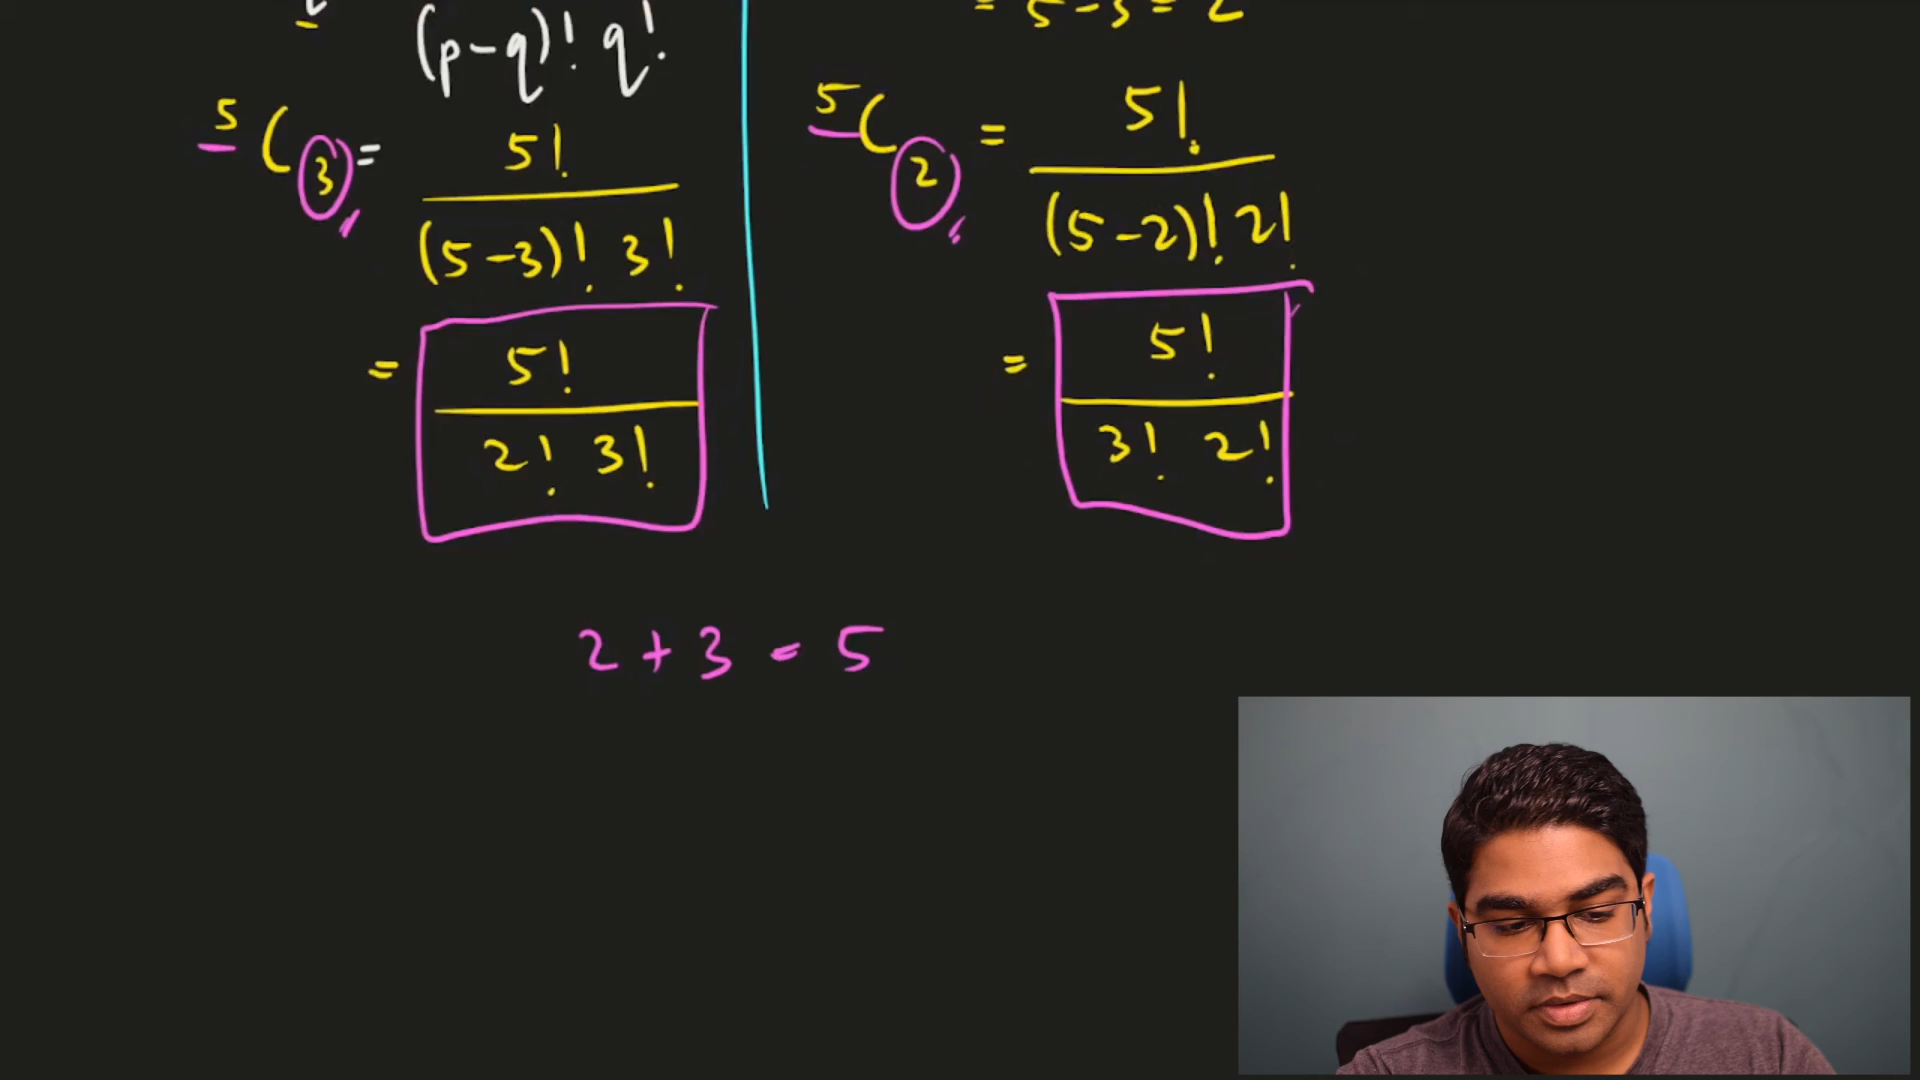 (p-q)! q!
5C3 = 5!
(5-3)! 3!
= 5!
2! 3!
= 5-3 = 2
5C2 = 5!
(5-2)! 2!
= 5!
3! 2!
2 + 3 = 5